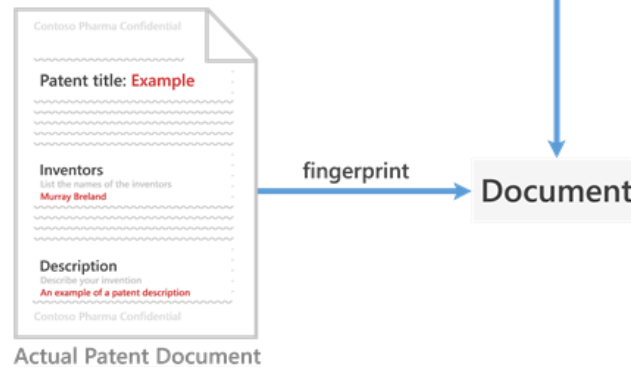 Contoso Pharma Confidential
Patent title: Example
Inventors
List the names of the inventors
Murray Breland
Description
Describe your invention
An example of a patent description
Contoso Pharma Confidential
Actual Patent Document
fingerprint
Document